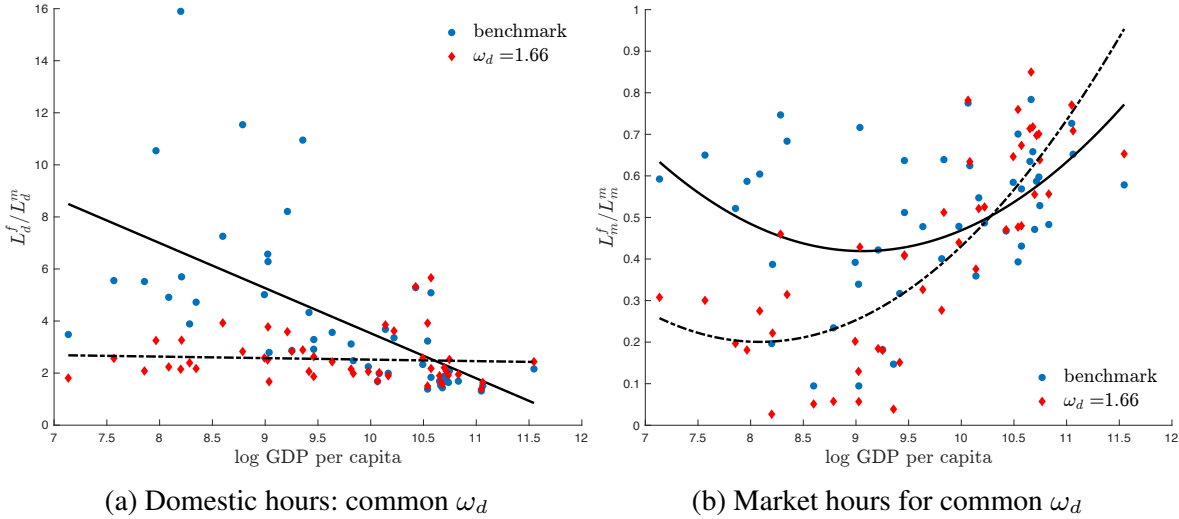 16
14
12
10
8
6
4
2
0
L_d^f/L_d^m
benchmark
ω_d =1.66
7 7.5 8 8.5 9 9.5 10 10.5 11 11.5 12
log GDP per capita
(a) Domestic hours: common ω_d
1
0.9
0.8
0.7
0.6
0.5
0.4
0.3
0.2
0.1
0
L_m^f/L_m^m
benchmark
ω_d =1.66
7 7.5 8 8.5 9 9.5 10 10.5 11 11.5 12
log GDP per capita
(b) Market hours for common ω_d